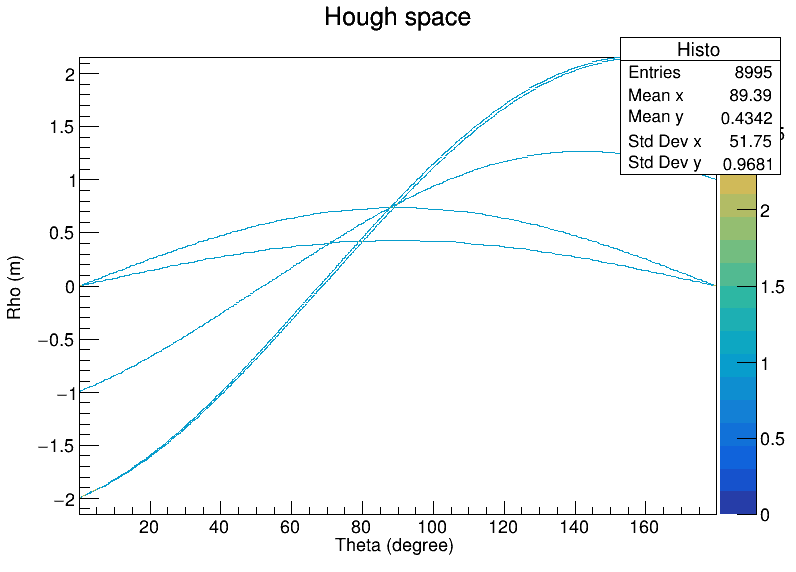 Hough space
Histo
Entries 8995
Mean x 89.39
Mean y 0.4342
Std Dev x 51.75
Std Dev y 0.9681
2
1.5
1
0.5
0
−0.5
−1
−1.5
−2
Rho (m)
20 40 60 80 100 120 140 160
Theta (degree)
5
2
1.5
1
0.5
0